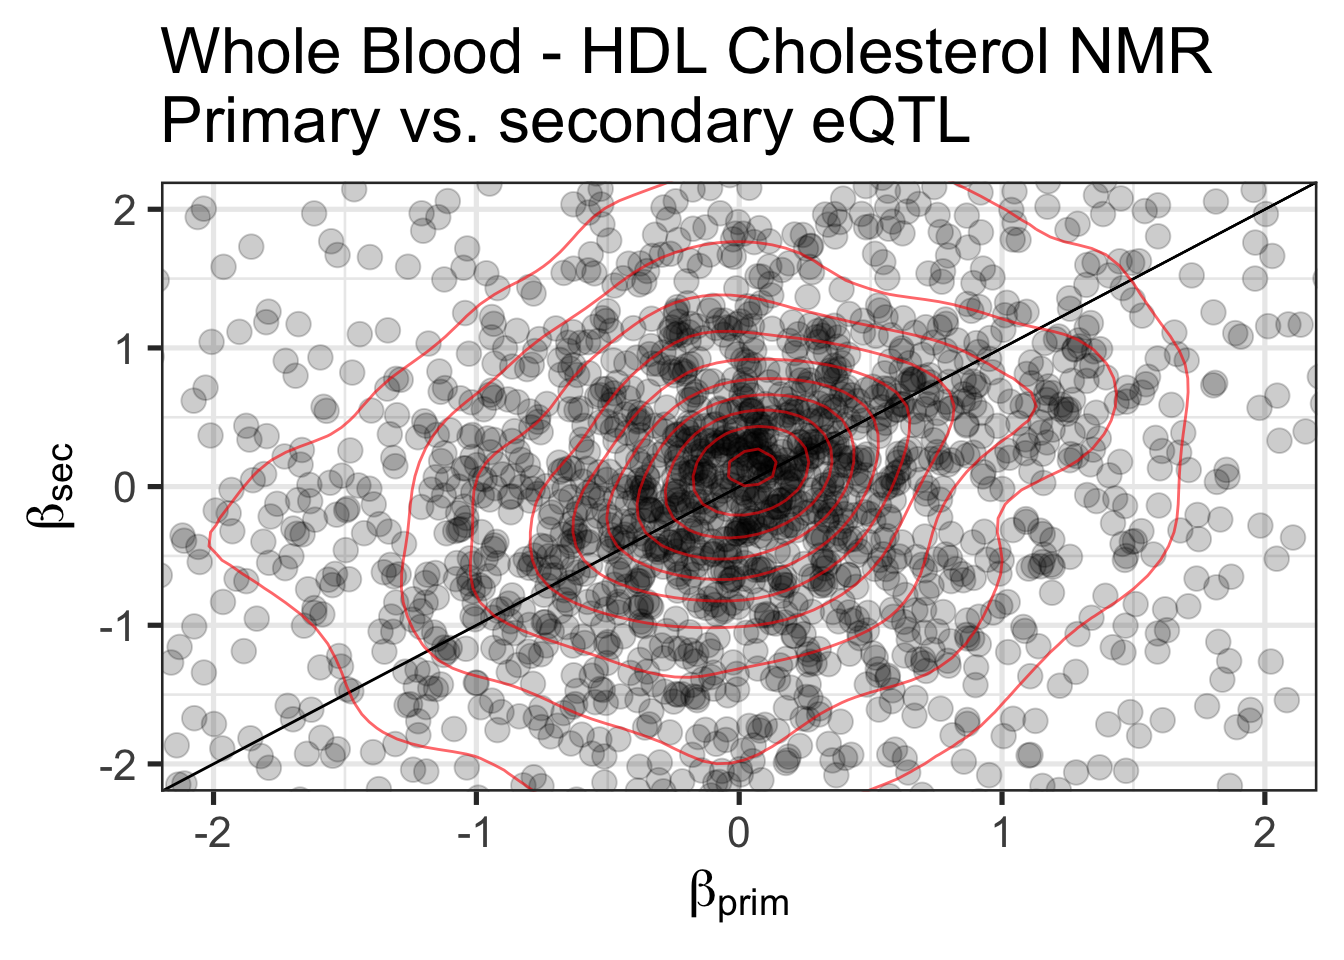 Whole Blood - HDL Cholesterol NMR
Primary vs. secondary eQTL
2
1
0
-1
-2
βsec
-2 -1 0 1 2
βprim